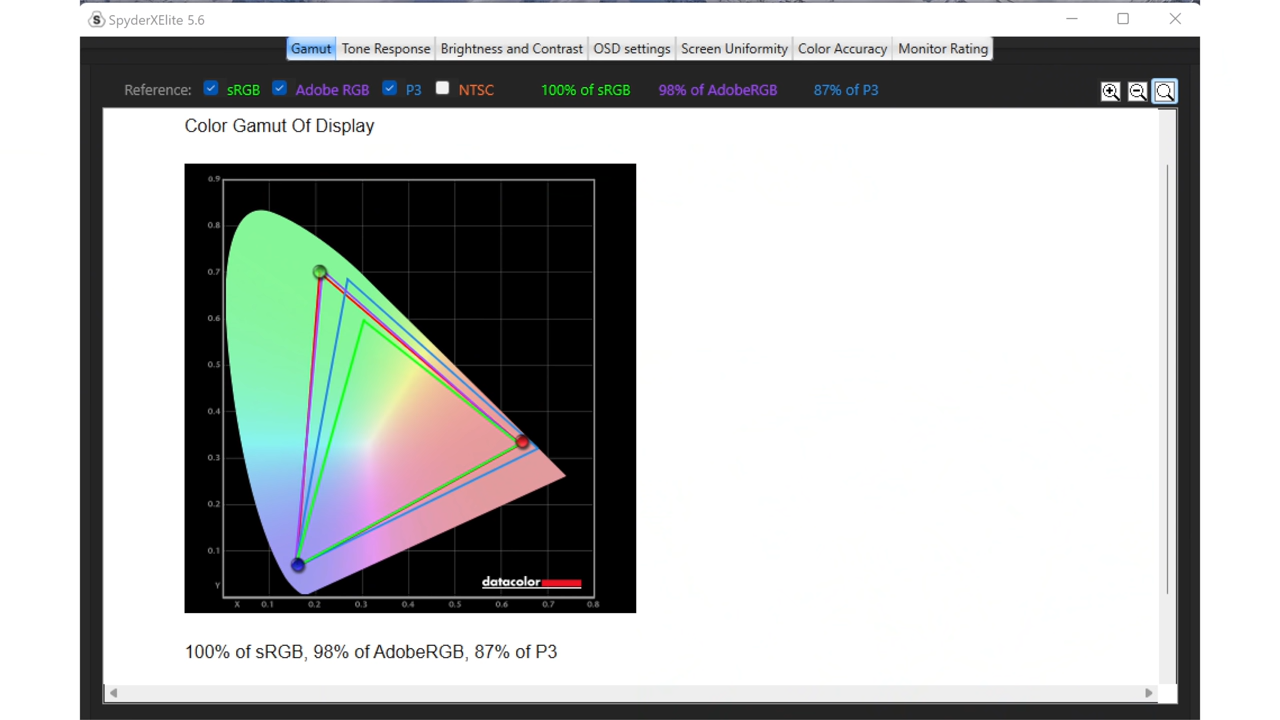 SpyderXElite 5.6
Gamut Tone Response Brightness and Contrast OSD settings Screen Uniformity Color Accuracy Monitor Rating
Reference: sRGB Adobe RGB P3 NTSC 100% of sRGB 98% of AdobeRGB 87% of P3
Color Gamut Of Display
0.9
0.8
0.7
0.6
0.5
0.4
0.3
0.2
0.1
Y
datacolor
X 0.1 0.2 0.3 0.4 0.5 0.6 0.7 0.8
100% of sRGB, 98% of AdobeRGB, 87% of P3